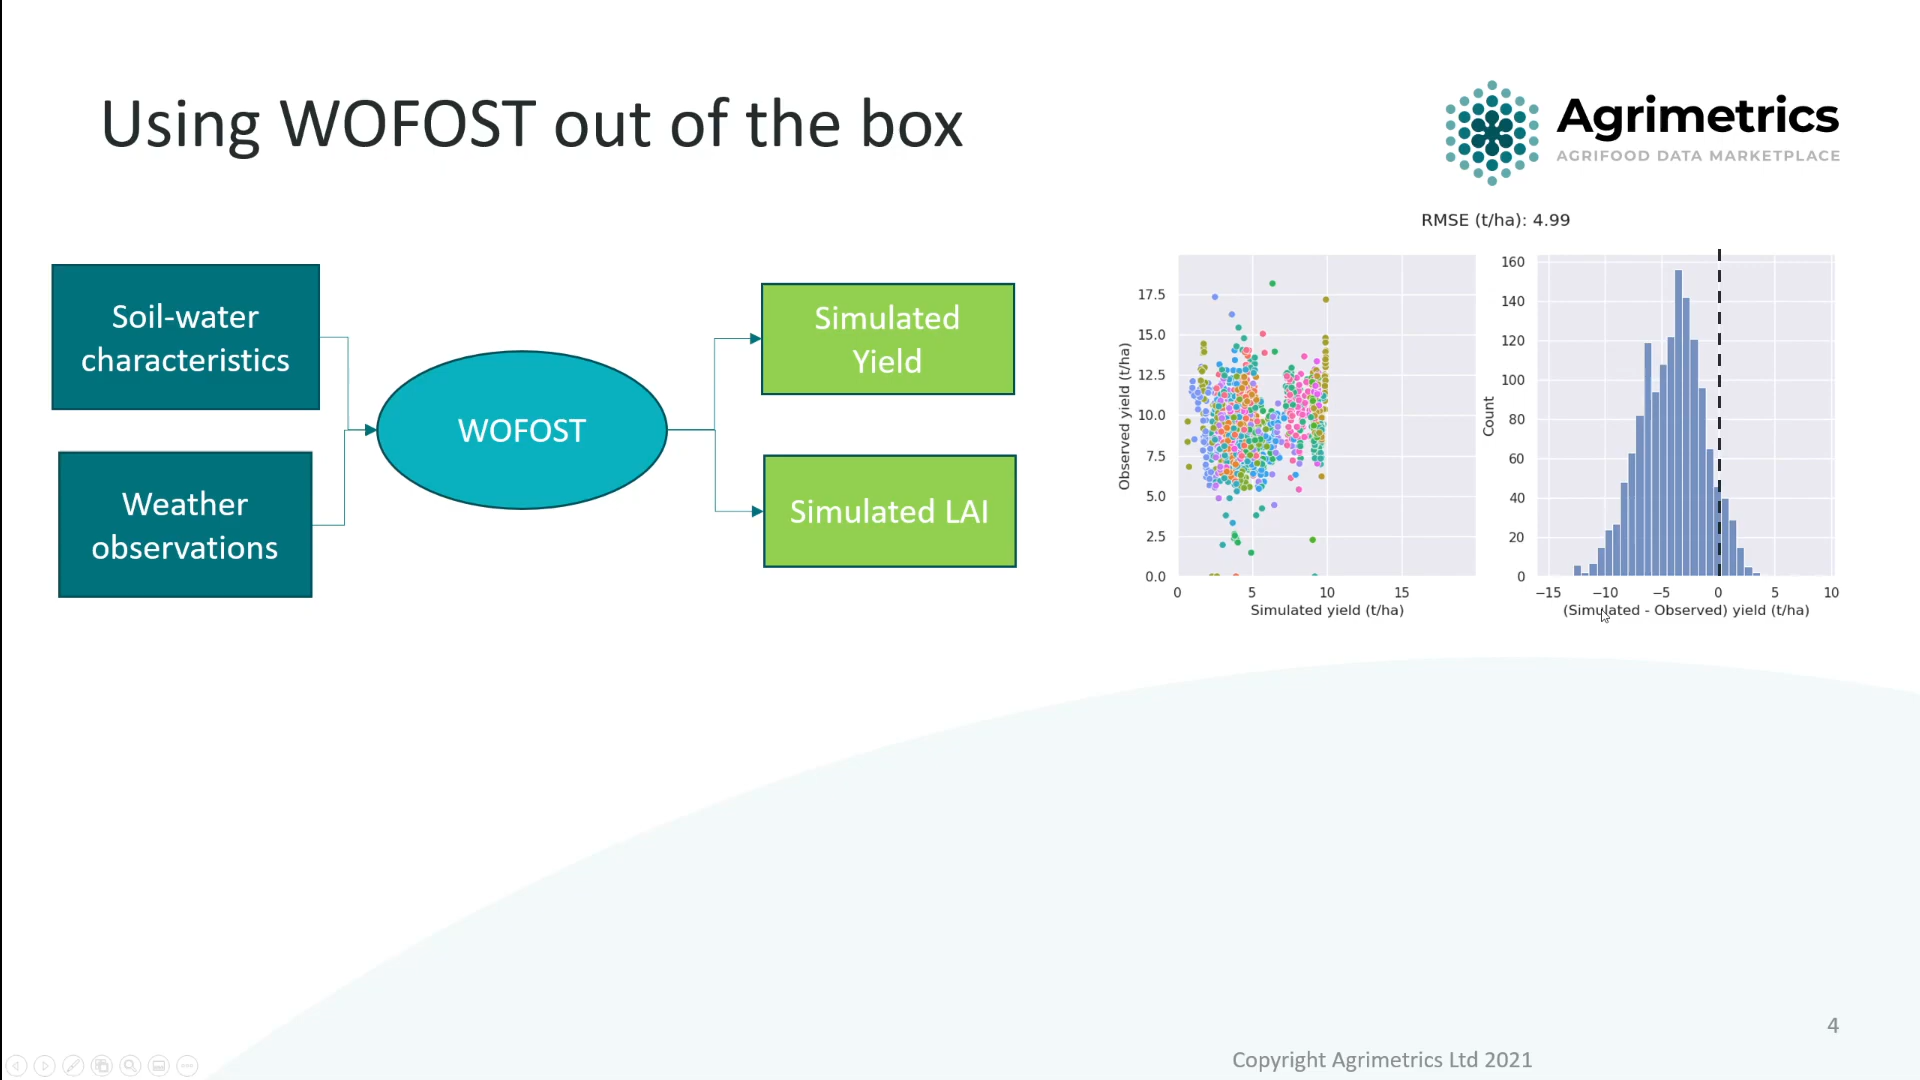 Using WOFOST out of the box
Agrimetrics
AGRIFOOD DATA MARKETPLACE
Soil-water
characteristics
Weather
observations
WOFOST
Simulated
Yield
Simulated LAI
RMSE (t/ha): 4.99
Observed yield (t/ha)
17.5
15.0
12.5
10.0
7.5
5.0
2.5
0.0
0 5 10 15
Simulated yield (t/ha)
Count
160
140
120
100
80
60
40
20
0
−15 −10 −5 0 5 10
(Simulated - Observed) yield (t/ha)
4
Copyright Agrimetrics Ltd 2021